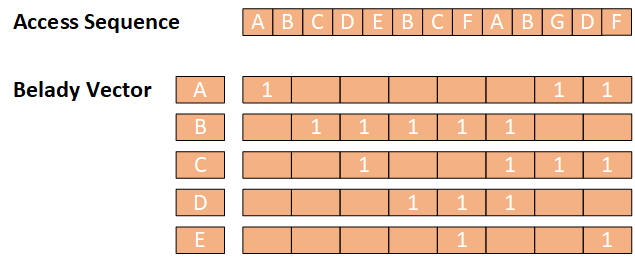 Access Sequence A B C D E B C F A B G D F
Belady Vector A 1 1 1
B 1 1 1 1 1
C 1 1 1 1
D 1 1 1
E 1 1